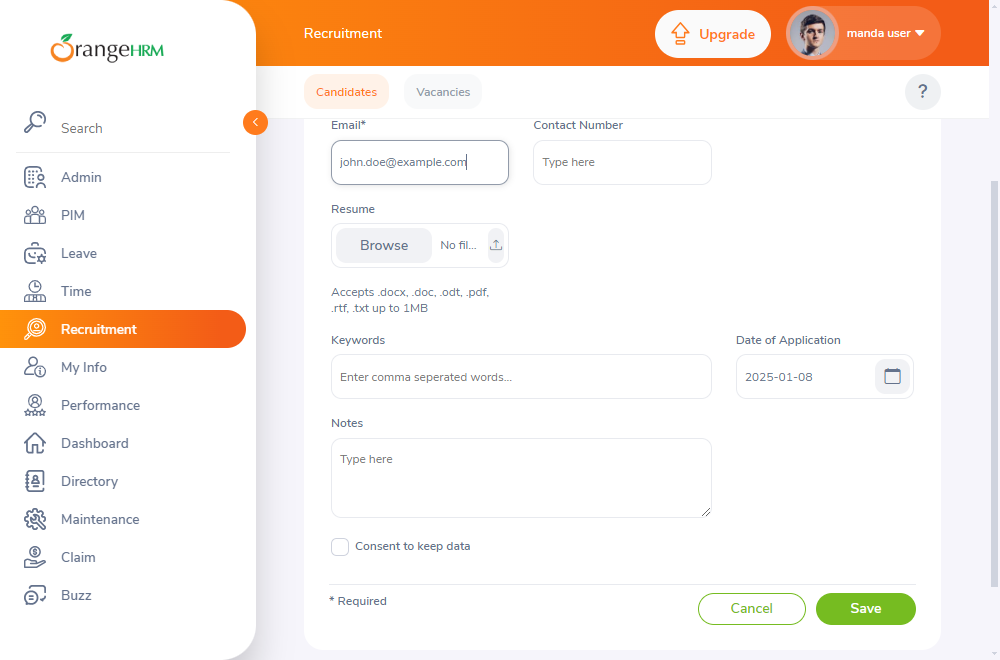 OrangeHRM
Recruitment
Upgrade
manda user
Candidates
Vacancies
?
Search
Admin
PIM
Leave
Time
Recruitment
My Info
Performance
Dashboard
Directory
Maintenance
Claim
Buzz
Email*
Contact Number
john.doe@example.com
Type here
Resume
Browse
No fil...
Accepts .docx, .doc, .odt, .pdf,
.rtf, .txt up to 1MB
Keywords
Date of Application
Enter comma seperated words...
2025-01-08
Notes
Type here
Consent to keep data
* Required
Cancel
Save